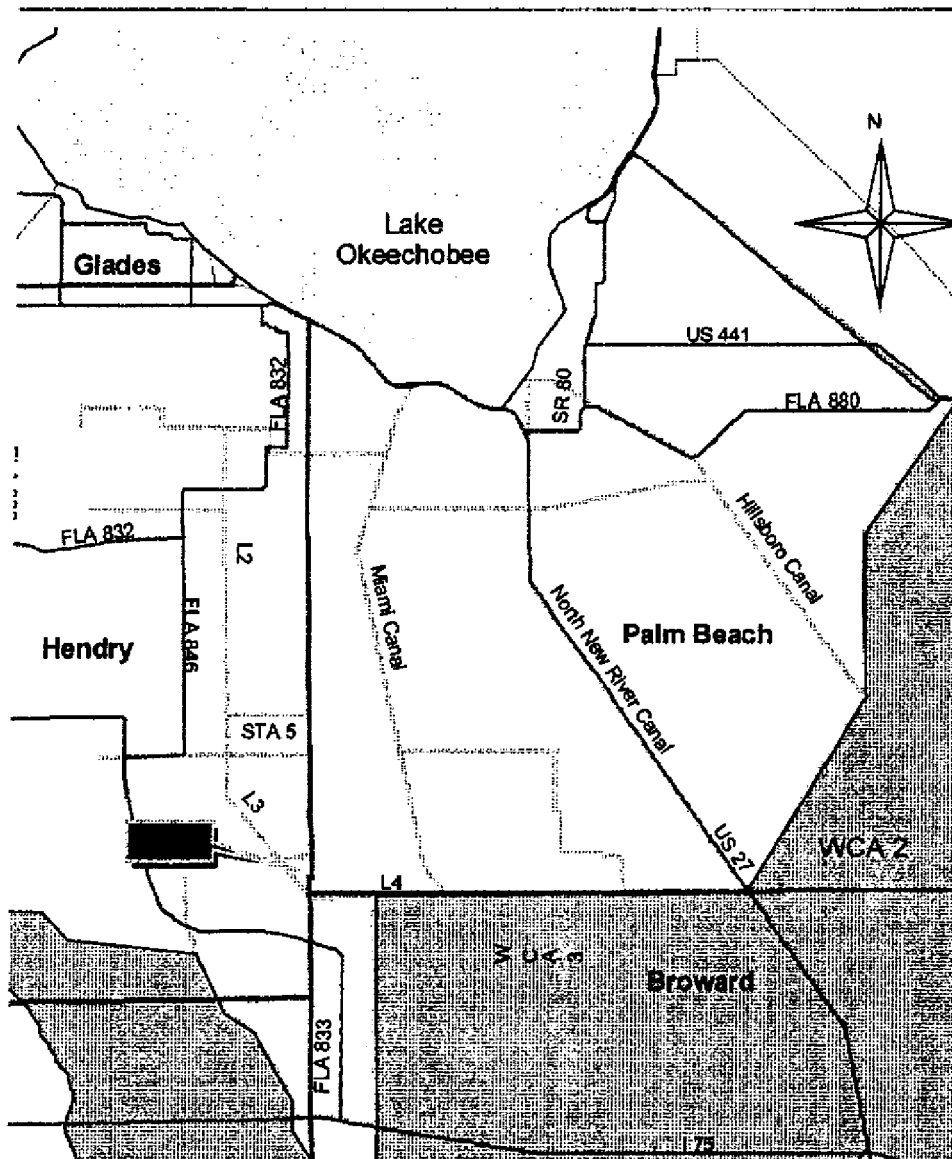 N
Lake
Okeechobee
Glades
US 441
FLA 832
SR 80
FLA 880
FLA 832
L2
Hillsboro Canal
Miami Canal
FLA 846
North New River Canal
Hendry
Palm Beach
STA 5
L3
US 27
WCA 2
L4
WCA 3
Broward
FLA 833
I 75